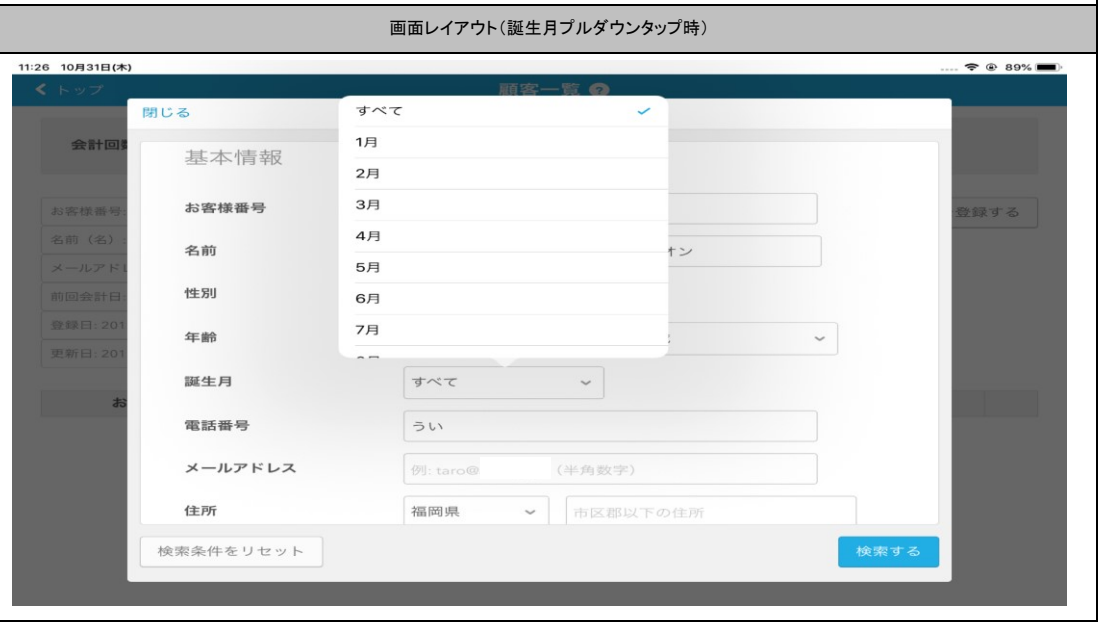 画面レイアウト（誕生月プルダウンタップ時）
11:26 10月31日(木)
89%
トップ
顧客一覧
閉じる
すべて
1月
2月
3月
4月
5月
6月
7月
会計回数
基本情報
お客様番号
お客様番号:
登録する
名前（名）:
名前
オン
メールアドレ
性別
前回会計日:
登録日: 201
年齢
更新日: 201
誕生月
すべて
お
電話番号
うい
メールアドレス
例: taro@ （半角数字）
住所
福岡県
市区郡以下の住所
検索条件をリセット
検索する